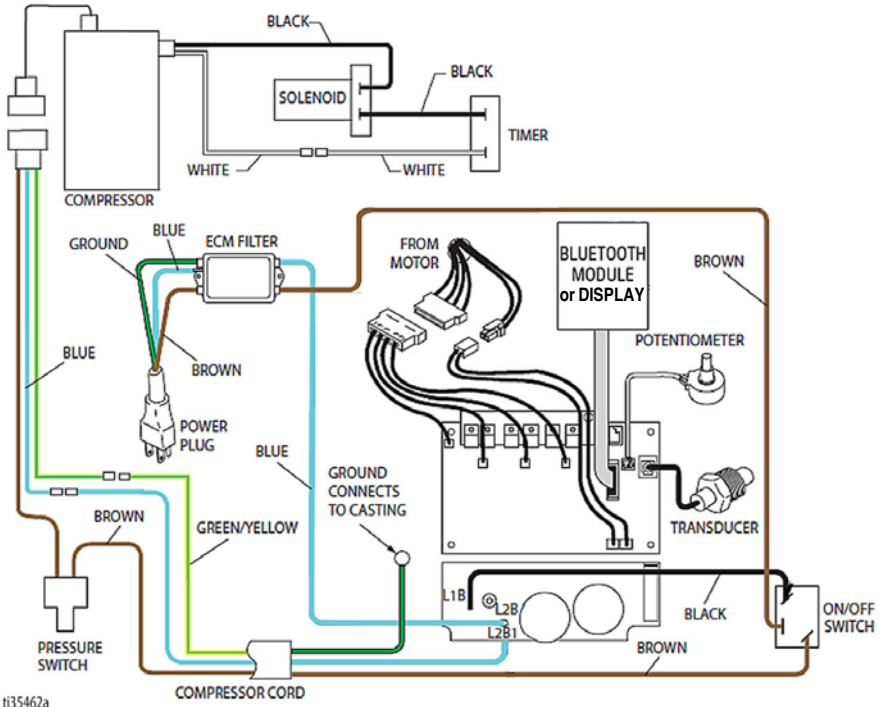 BLACK
BLACK
SOLENOID
TIMER
WHITE
WHITE
COMPRESSOR
GROUND
BLUE
ECM FILTER
FROM
MOTOR
BLUETOOTH
MODULE
or DISPLAY
BROWN
POTENTIOMETER
BLUE
BROWN
POWER
PLUG
BLUE
GROUND
CONNECTS
TO CASTING
TRANSDUCER
BROWN
GREEN/YELLOW
L1B
L2B
L2B1
BLACK
ON/OFF
SWITCH
PRESSURE
SWITCH
BROWN
COMPRESSOR CORD
ti35462a